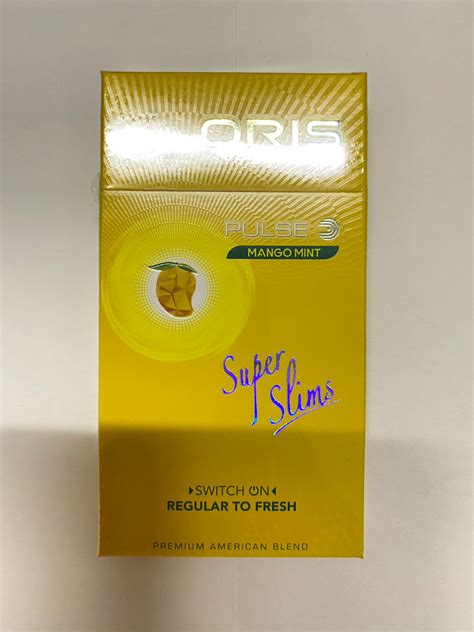 ORIS
PULSE
MANGO MINT
Super
Slims
SWITCH ON
REGULAR TO FRESH
PREMIUM AMERICAN BLEND